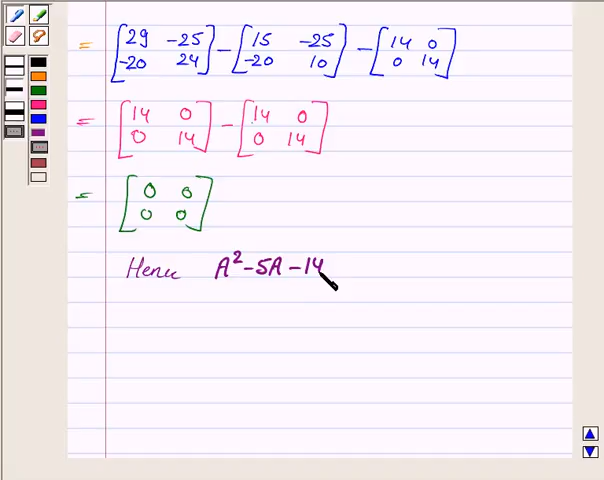 = [29 -25 -20 24] - [15 -25 -20 10] - [14 0 0 14]
= [14 0 0 14] - [14 0 0 14]
= [0 0 0 0]
Hence A² - 5A - 14